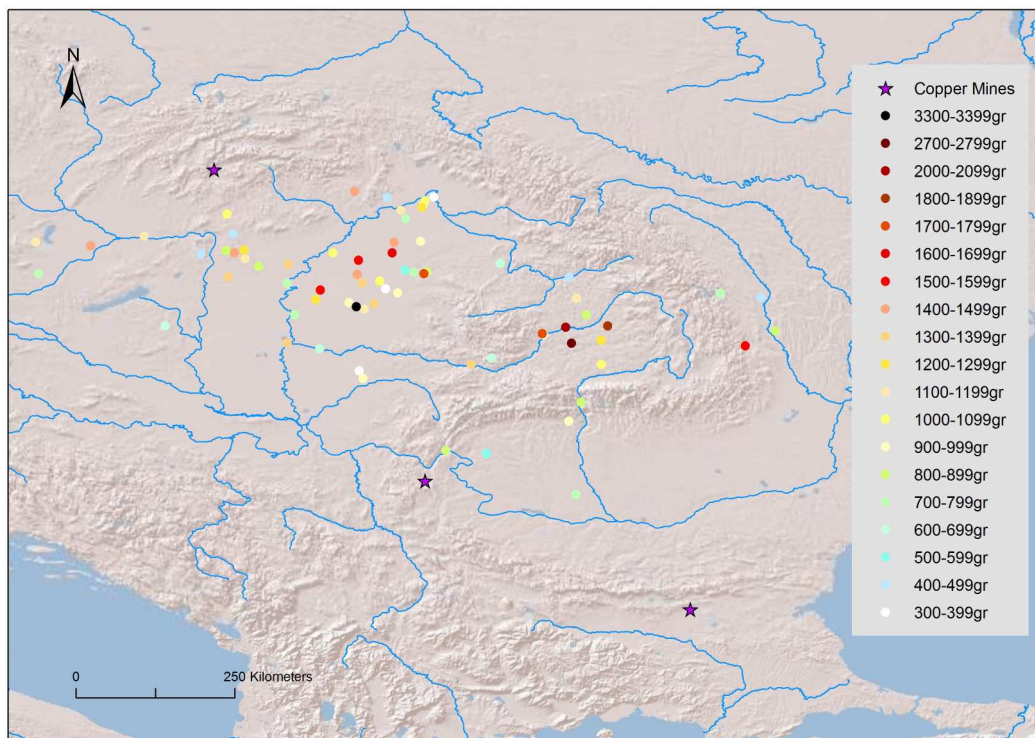 N
Copper Mines
3300-3399gr
2700-2799gr
2000-2099gr
1800-1899gr
1700-1799gr
1600-1699gr
1500-1599gr
1400-1499gr
1300-1399gr
1200-1299gr
1100-1199gr
1000-1099gr
900-999gr
800-899gr
700-799gr
600-699gr
500-599gr
400-499gr
300-399gr
0 250 Kilometers